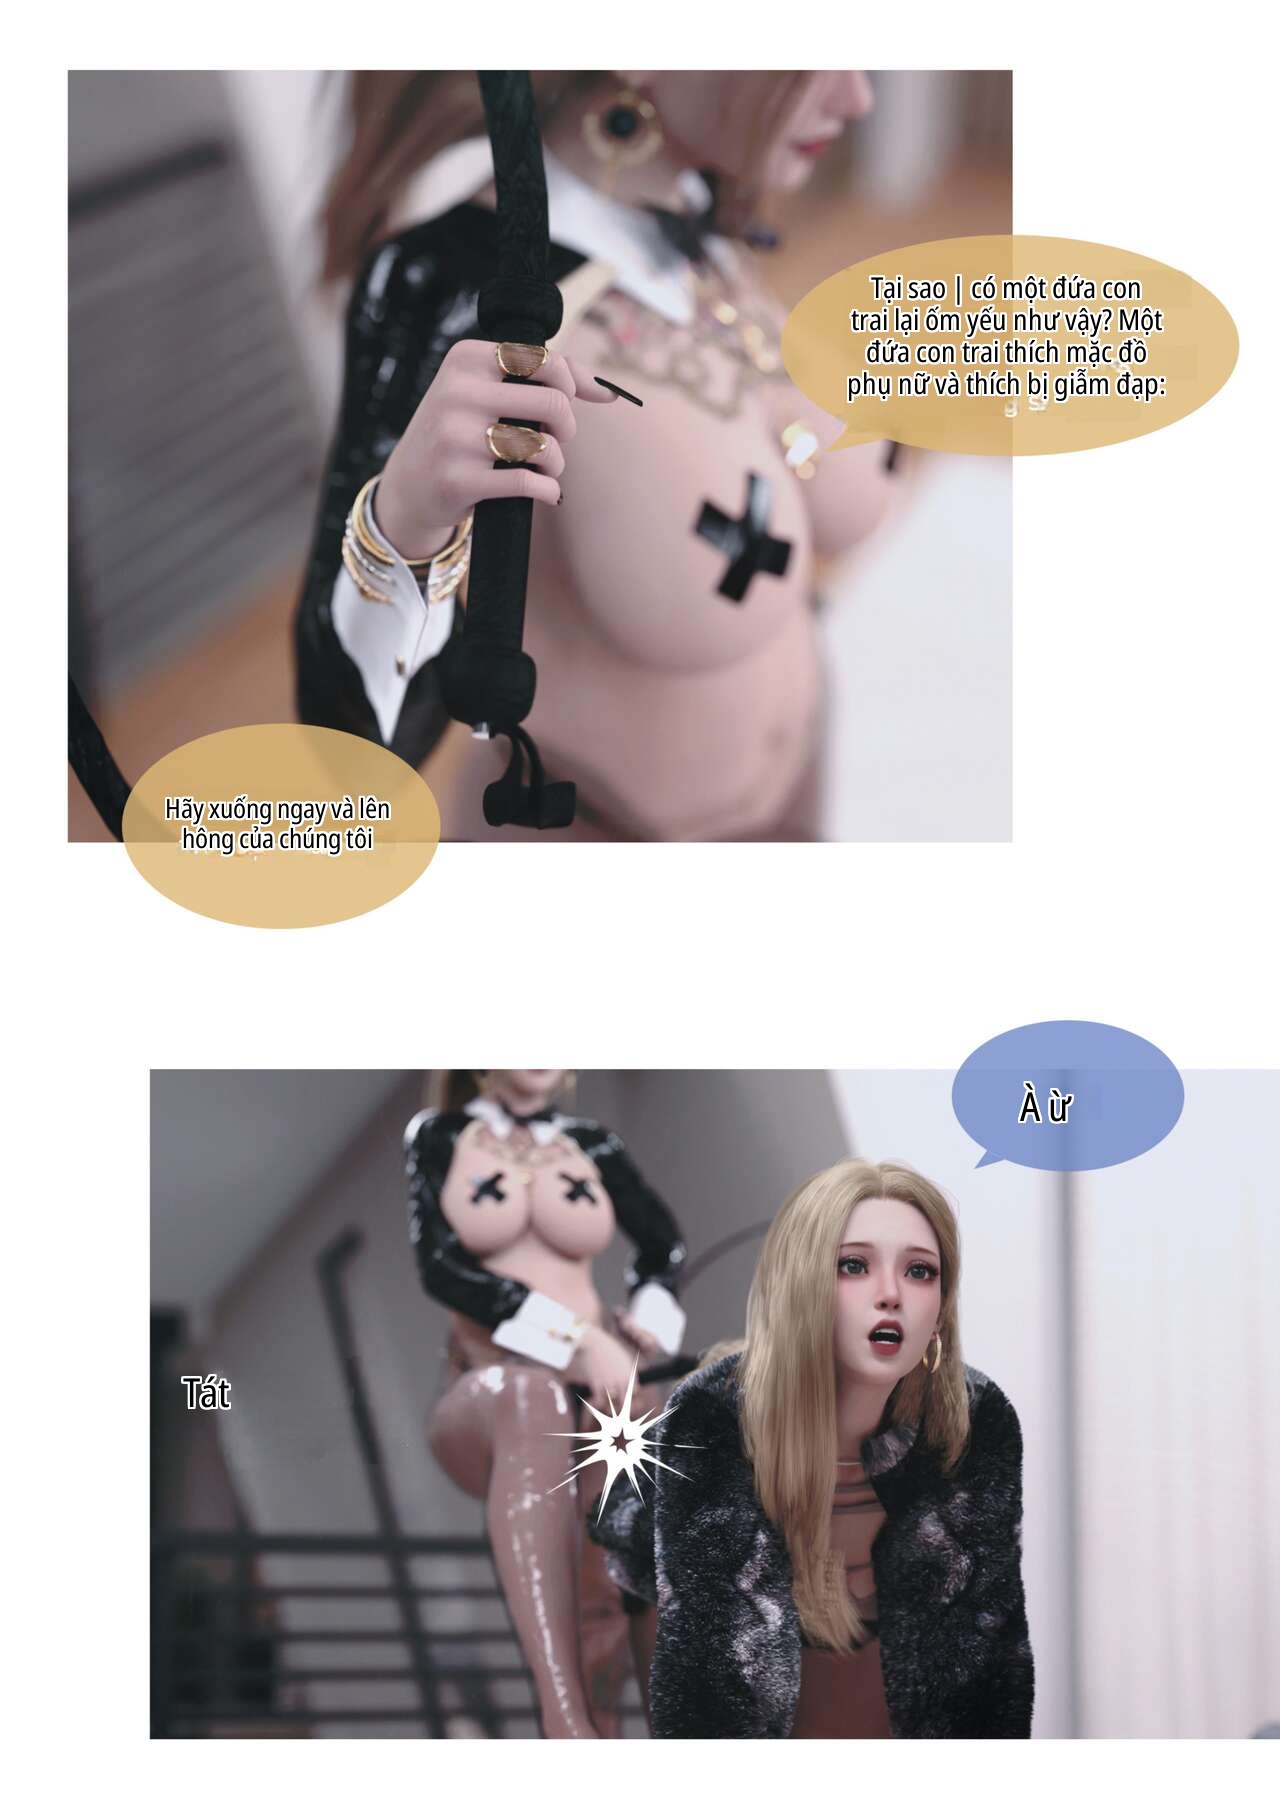 Tại sao | có một đứa con
trai lại ốm yếu như vậy? Một
đứa con trai thích mặc đồ
phụ nữ và thích bị giẫm đạp:
Hãy xuống ngay và lên
hông của chúng tôi
À ừ
Tát